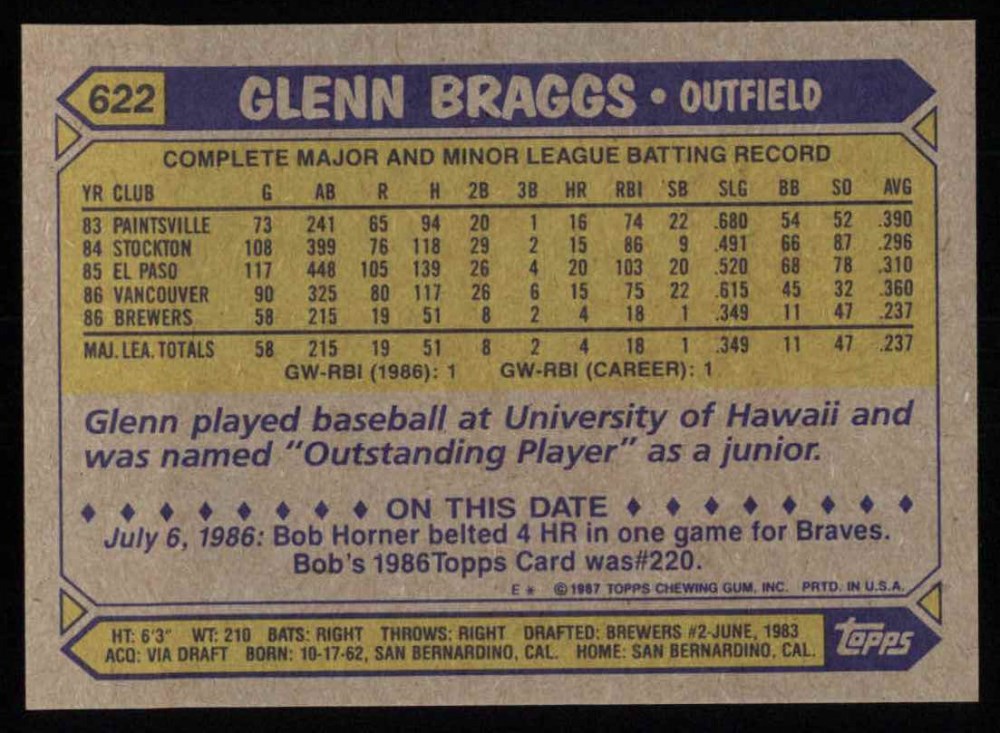 622 GLENN BRAGGS • OUTFIELD
COMPLETE MAJOR AND MINOR LEAGUE BATTING RECORD
YR CLUB G AB R H 2B 3B HR RBI SB SLG BB SO AVG
83 PAINTSVILLE 73 241 65 94 20 1 16 74 22 .680 54 52 .390
84 STOCKTON 108 399 76 118 29 2 15 86 9 .491 66 87 .296
85 EL PASO 117 448 105 139 26 4 20 103 20 .520 68 78 .310
86 VANCOUVER 90 325 80 117 26 6 15 75 22 .615 45 32 .360
86 BREWERS 58 215 19 51 8 2 4 18 1 .349 11 47 .237
MAJ. LEA. TOTALS 58 215 19 51 8 2 4 18 1 .349 11 47 .237
GW-RBI (1986): 1 GW-RBI (CAREER): 1
Glenn played baseball at University of Hawaii and
was named "Outstanding Player" as a junior.
♦ ♦ ♦ ♦ ♦ ♦ ♦ ♦ ON THIS DATE ♦ ♦ ♦ ♦ ♦ ♦ ♦ ♦
July 6, 1986: Bob Horner belted 4 HR in one game for Braves.
Bob's 1986 Topps Card was #220.
E * © 1987 TOPPS CHEWING GUM, INC. PRTD. IN U.S.A.
HT: 6'3" WT: 210 BATS: RIGHT THROWS: RIGHT DRAFTED: BREWERS #2-JUNE, 1983
ACQ: VIA DRAFT BORN: 10-17-62, SAN BERNARDINO, CAL. HOME: SAN BERNARDINO, CAL.
Topps